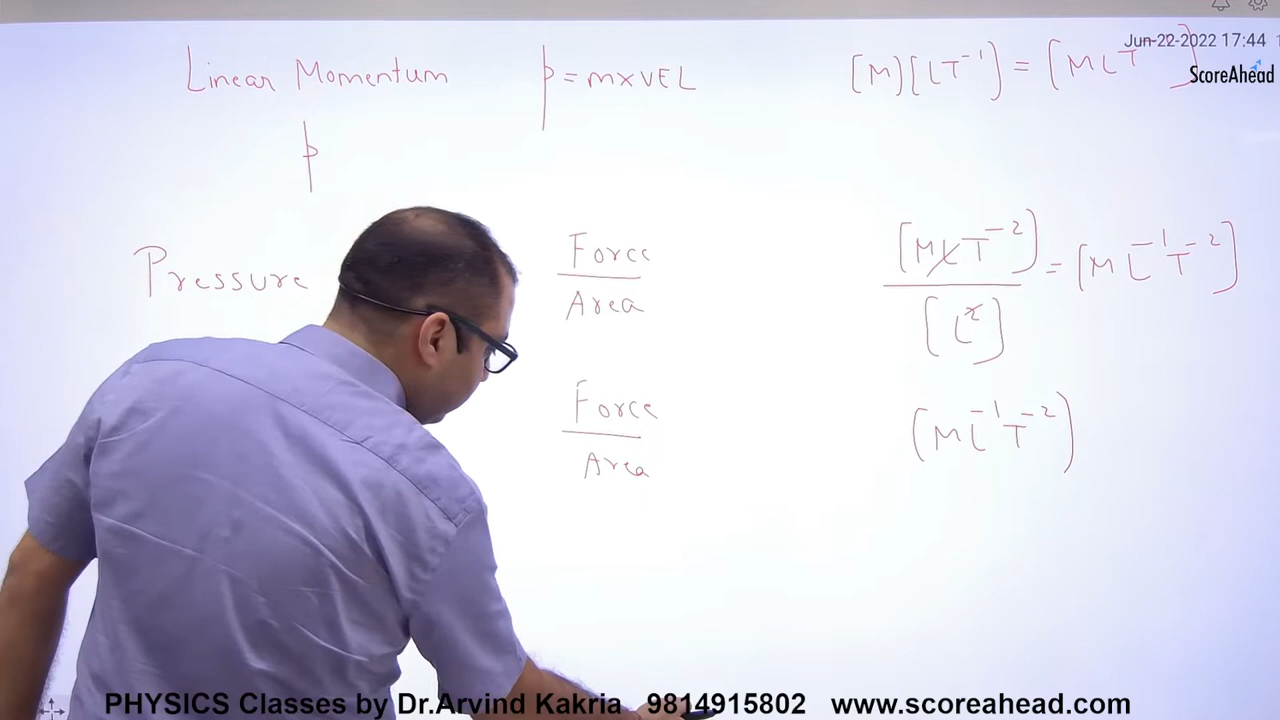 Jun-22-2022 17:44
ScoreAhead
Linear Momentum p = m×VEL [M][LT⁻¹] = [MLT
p
Pressure Force / Area [MLT⁻²] / [L²] = [ML⁻¹T⁻²]
Force / Area [ML⁻¹T⁻²]
PHYSICS Classes by Dr.Arvind Kakria 9814915802 www.scoreahead.com